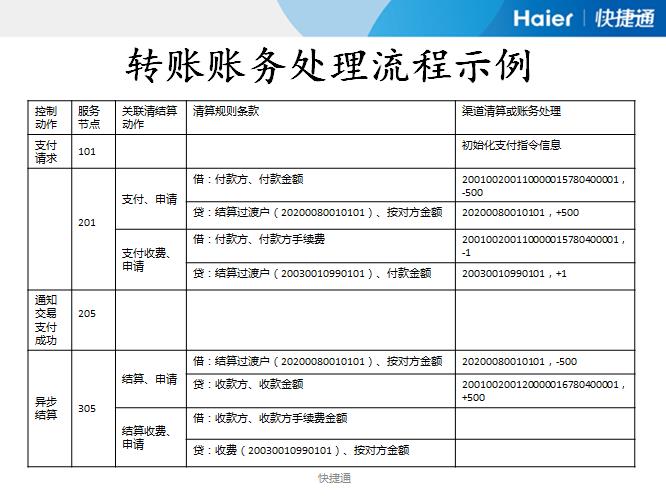 Haier 快捷通
转账账务处理流程示例
控制
动作
服务
节点
关联清结算
动作
清算规则条款
渠道清算或账务处理
支付
请求
101
初始化支付指令信息
201
支付、申请
借：付款方、付款金额
200100200110000015780400001，
-500
贷：结算过渡户（20200080010101）、按对方金额
20200080010101，+500
支付收费、
申请
借：付款方、付款方手续费
200100200110000015780400001，
-1
贷：结算过渡户（20030010990101）、付款金额
20030010990101，+1
通知
交易
支付
成功
205
异步
结算
305
结算、申请
借：结算过渡户（20200080010101）、按对方金额
20200080010101，-500
贷：收款方、收款金额
200100200120000016780400001，
+500
结算收费、
申请
借：收款方、收款方手续费金额
贷：收费（20030010990101）、按对方金额
快捷通